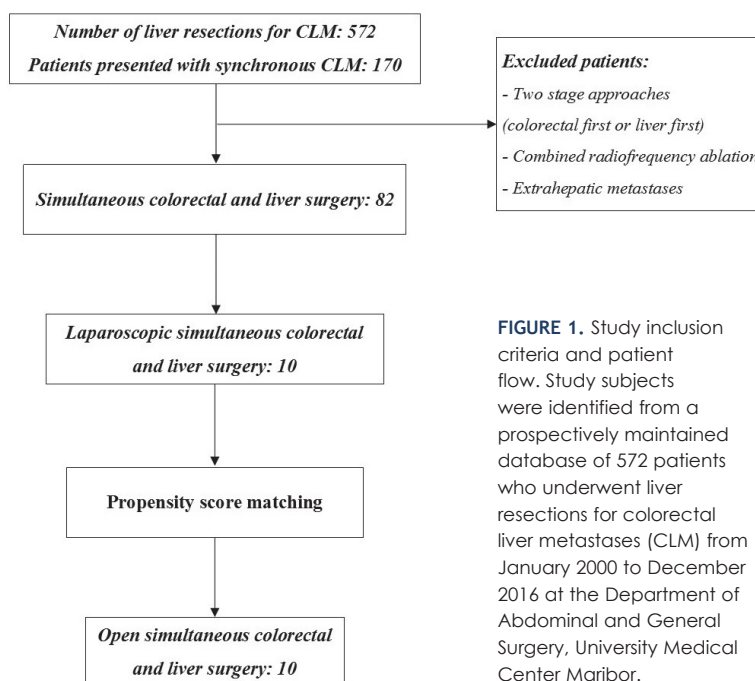 Number of liver resections for CLM: 572
Patients presented with synchronous CLM: 170
Excluded patients:
- Two stage approaches
(colorectal first or liver first)
- Combined radiofrequency ablation
- Extrahepatic metastases
Simultaneous colorectal and liver surgery: 82
Laparoscopic simultaneous colorectal
and liver surgery: 10
Propensity score matching
Open simultaneous colorectal
and liver surgery: 10
FIGURE 1. Study inclusion
criteria and patient
flow. Study subjects
were identified from a
prospectively maintained
database of 572 patients
who underwent liver
resections for colorectal
liver metastases (CLM) from
January 2000 to December
2016 at the Department of
Abdominal and General
Surgery, University Medical
Center Maribor.